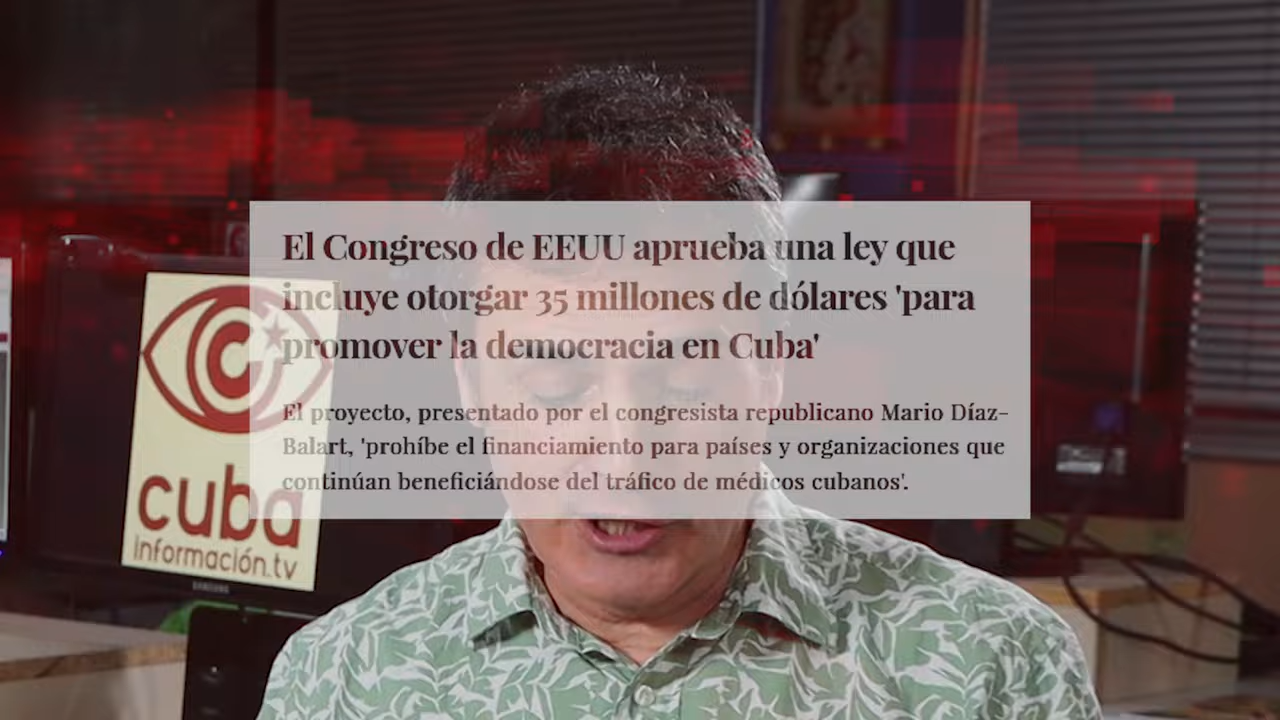 El Congreso de EEUU aprueba una ley que
incluye otorgar 35 millones de dólares 'para
promover la democracia en Cuba'
El proyecto, presentado por el congresista republicano Mario Díaz-
Balart, 'prohíbe el financiamiento para países y organizaciones que
continúan beneficiándose del tráfico de médicos cubanos'.
cuba
información.tv
SAMSUNG